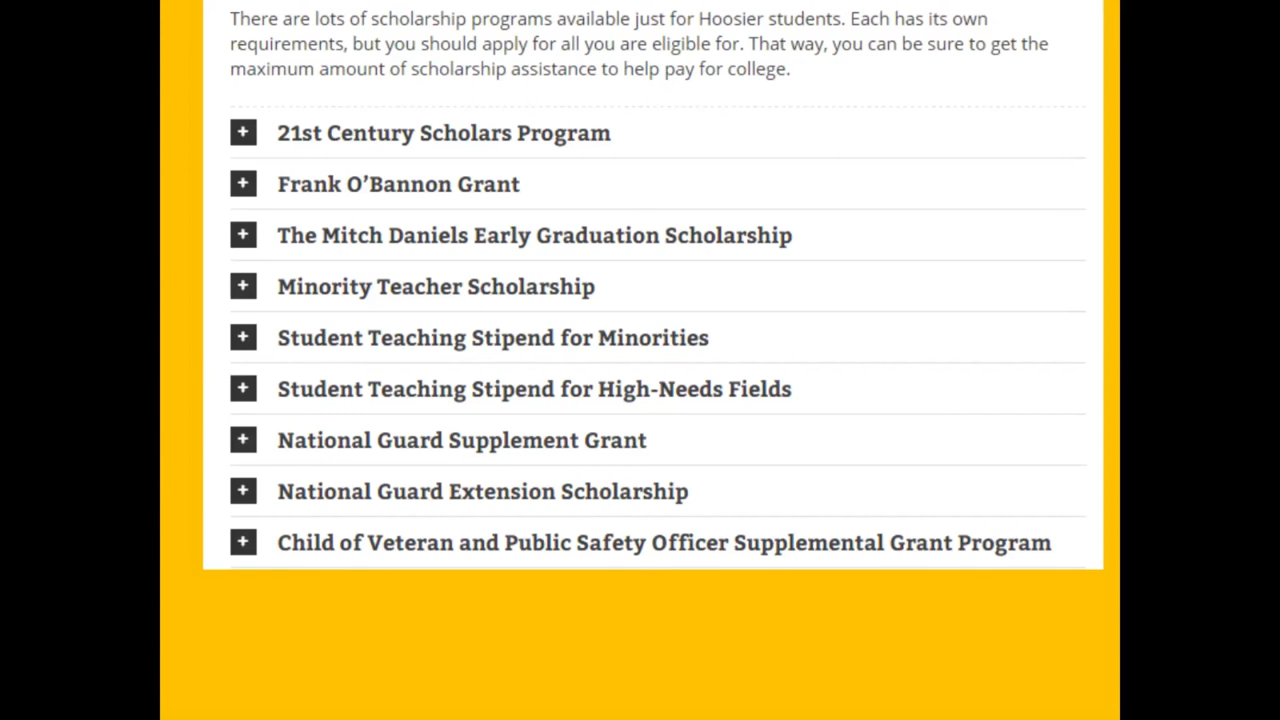 There are lots of scholarship programs available just for Hoosier students. Each has its own
requirements, but you should apply for all you are eligible for. That way, you can be sure to get the
maximum amount of scholarship assistance to help pay for college.
+ 21st Century Scholars Program
+ Frank O’Bannon Grant
+ The Mitch Daniels Early Graduation Scholarship
+ Minority Teacher Scholarship
+ Student Teaching Stipend for Minorities
+ Student Teaching Stipend for High-Needs Fields
+ National Guard Supplement Grant
+ National Guard Extension Scholarship
+ Child of Veteran and Public Safety Officer Supplemental Grant Program